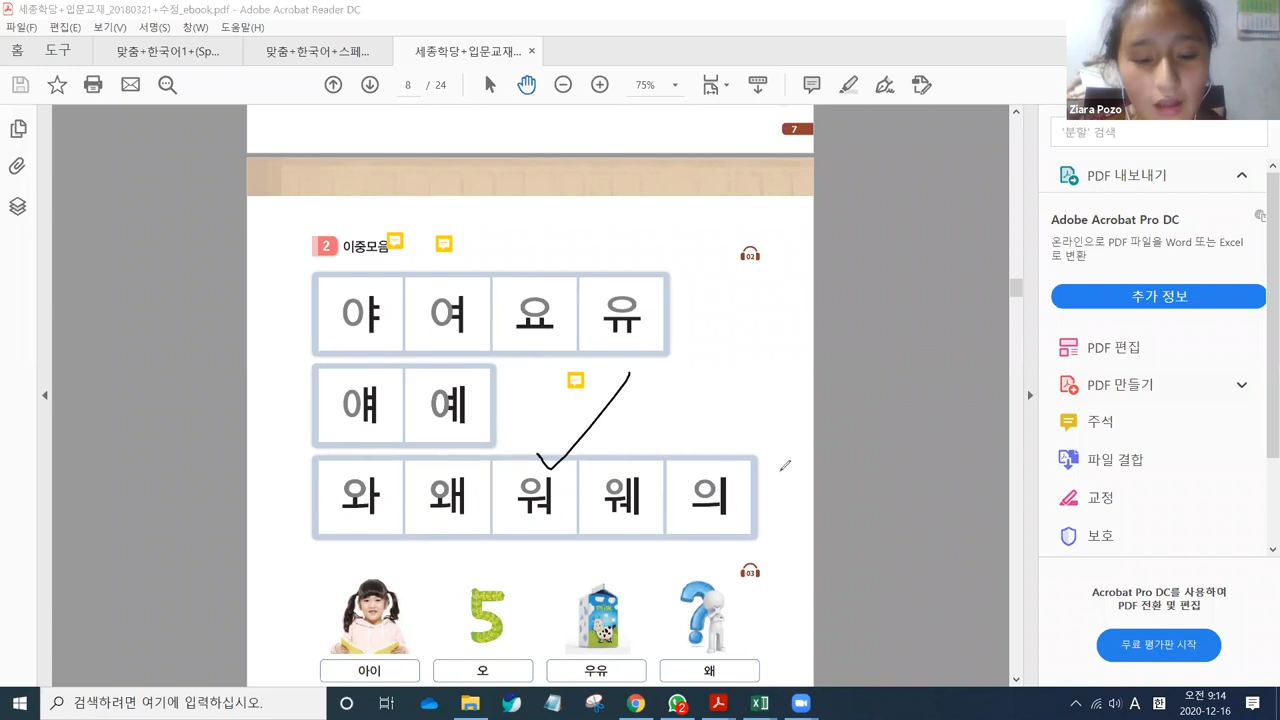 세종학당+입문교재_20180321+수정_ebook.pdf - Adobe Acrobat Reader DC
파일(F) 편집(E) 보기(V) 서명(S) 창(W) 도움말(H)
홈 도구 맞춤+한국어1+(Sp... 맞춤+한국어+스페... 세종학당+입문교재... ×
8 / 24 75%
Ziara Pozo
'분할' 검색
7
PDF 내보내기
Adobe Acrobat Pro DC
온라인으로 PDF 파일을 Word 또는 Excel
로 변환
추가 정보
PDF 편집
PDF 만들기
주석
파일 결합
교정
보호
Acrobat Pro DC를 사용하여
PDF 전환 및 편집
무료 평가판 시작
2 이중모음
02
야 여 요 유
얘 예
와 왜 워 웨 의
03
5
milk
?
아이 오 우유 왜
검색하려면 여기에 입력하십시오.
2
A 한
오전 9:14
2020-12-16